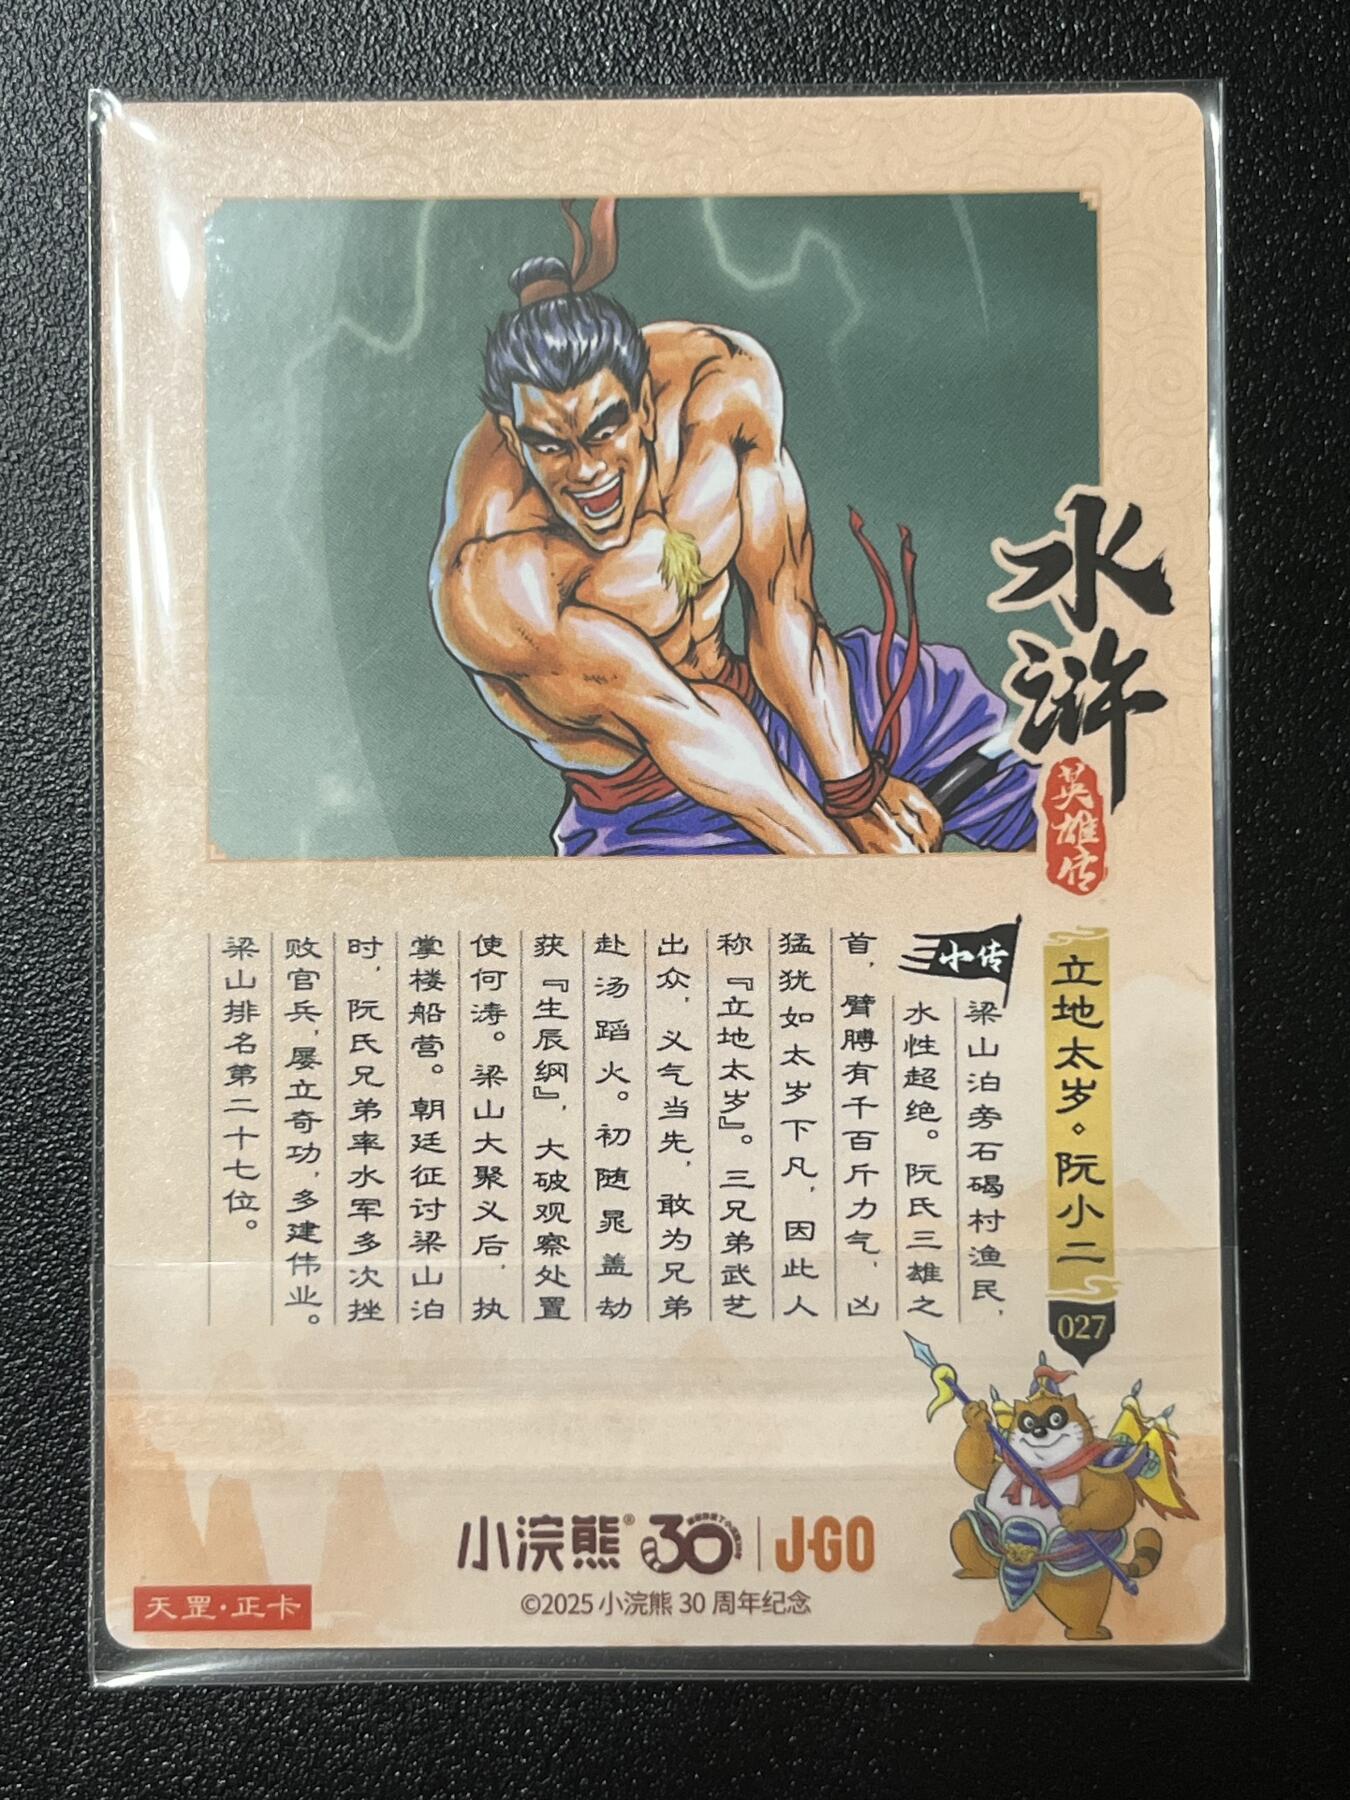 水浒
英雄传
立地太岁◇阮小二
027
小传
梁山泊旁石碣村渔民，
水性超绝。阮氏三雄之
首，臂膊有千百斤力气，凶
猛犹如太岁下凡，因此人
称『立地太岁』。三兄弟武艺
出众，义气当先，敢为兄弟
赴汤蹈火。初随晁盖劫
获『生辰纲』，大破观察处置
使何涛。梁山大聚义后，执
掌楼船营。朝廷征讨梁山泊
时，阮氏兄弟率水军多次挫
败官兵，屡立奇功，多建伟业。
梁山排名第二十七位。
小浣熊® 30 | J-GO
©2025 小浣熊 30 周年纪念
天罡·正卡